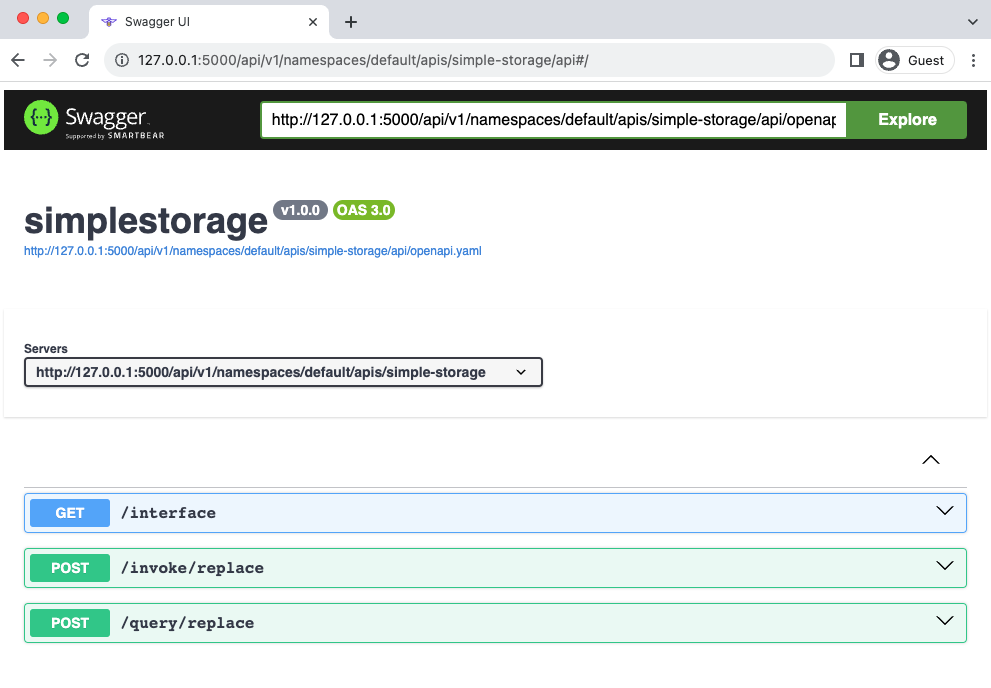 Swagger UI
127.0.0.1:5000/api/v1/namespaces/default/apis/simple-storage/api#/
Guest
Swagger
Supported by SMARTBEAR
http://127.0.0.1:5000/api/v1/namespaces/default/apis/simple-storage/api/openap
Explore
simplestorage v1.0.0 OAS 3.0
http://127.0.0.1:5000/api/v1/namespaces/default/apis/simple-storage/api/openapi.yaml
Servers
http://127.0.0.1:5000/api/v1/namespaces/default/apis/simple-storage
GET /interface
POST /invoke/replace
POST /query/replace